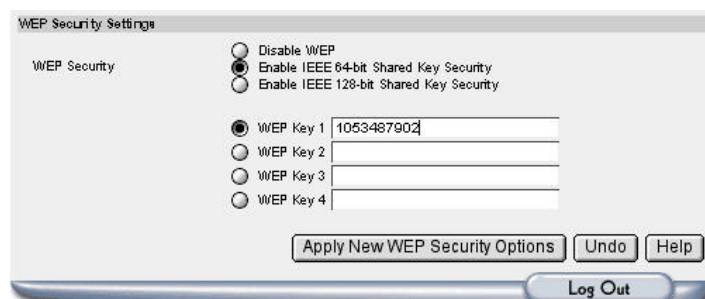 WEP Security Settings
WEP Security
Disable WEP
Enable IEEE 64-bit Shared Key Security
Enable IEEE 128-bit Shared Key Security
WEP Key 1 1053487902
WEP Key 2
WEP Key 3
WEP Key 4
Apply New WEP Security Options Undo Help
Log Out